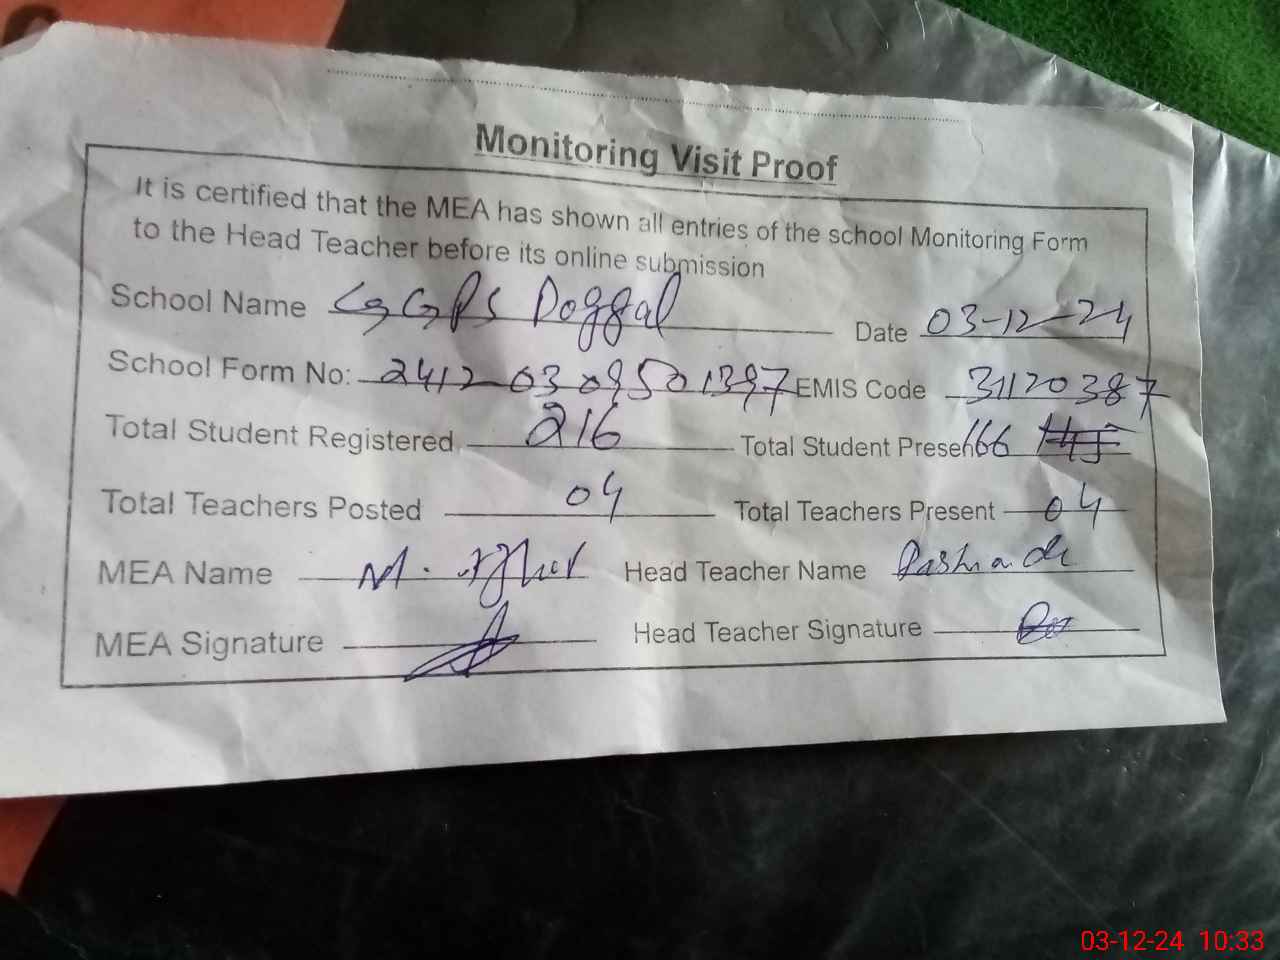 Monitoring Visit Proof
It is certified that the MEA has shown all entries of the school Monitoring Form
to the Head Teacher before its online submission
School Name GGPS Doggal Date 03-12-24
School Form No: 24120309501397 EMIS Code 31120387
Total Student Registered 216 Total Student Presen 166
Total Teachers Posted 04 Total Teachers Present 04
MEA Name M. Head Teacher Name
MEA Signature Head Teacher Signature
03-12-24 10:33